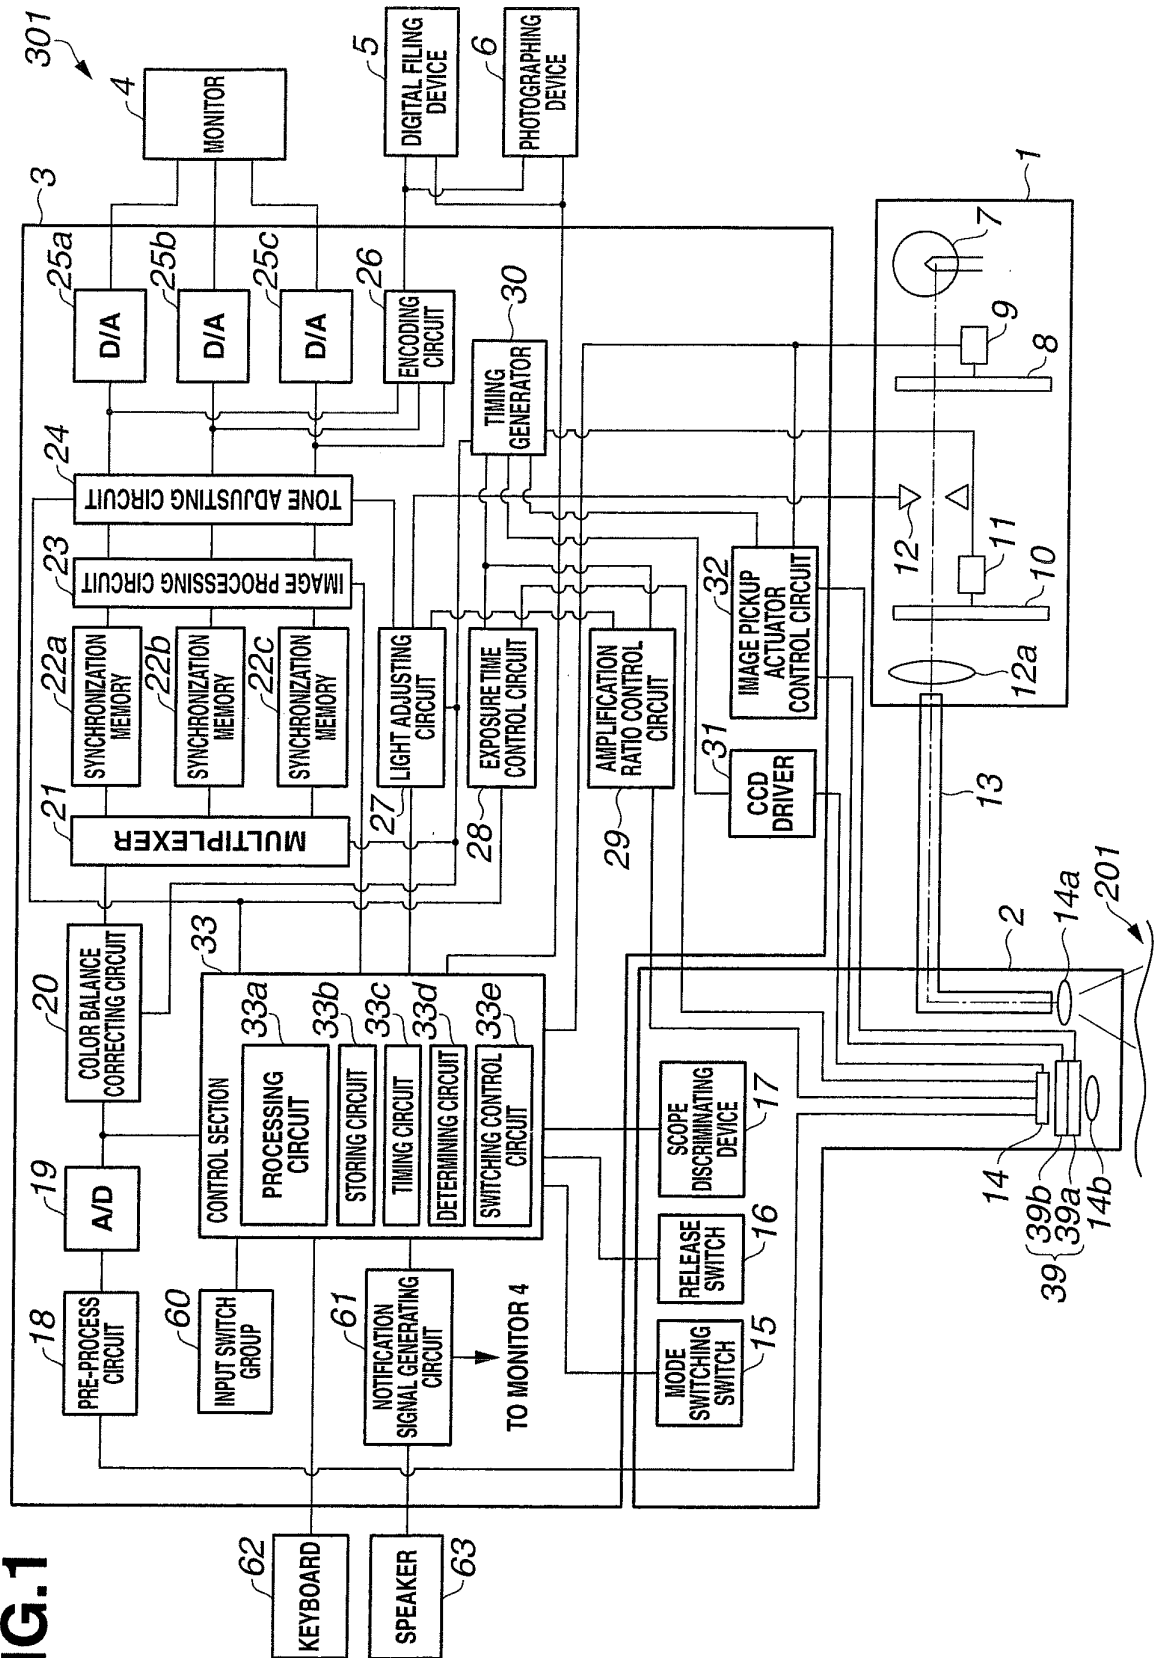 IG.1
301
4
MONITOR
5
DIGITAL FILING
DEVICE
6
PHOTOGRAPHING
DEVICE
3
25a
D/A
25b
D/A
25c
D/A
26
ENCODING
CIRCUIT
30
TIMING
GENERATOR
24
TONE ADJUSTING CIRCUIT
23
IMAGE PROCESSING CIRCUIT
22a
SYNCHRONIZATION
MEMORY
22b
SYNCHRONIZATION
MEMORY
22c
SYNCHRONIZATION
MEMORY
21
MULTIPLEXER
27
LIGHT ADJUSTING
CIRCUIT
28
EXPOSURE TIME
CONTROL CIRCUIT
29
AMPLIFICATION
RATIO CONTROL
CIRCUIT
31
CCD
DRIVER
32
IMAGE PICKUP
ACTUATOR
CONTROL CIRCUIT
20
COLOR BALANCE
CORRECTING CIRCUIT
19
A/D
18
PRE-PROCESS
CIRCUIT
33
CONTROL SECTION
33a
PROCESSING
CIRCUIT
33b
STORING CIRCUIT
33c
TIMING CIRCUIT
33d
DETERMINING CIRCUIT
33e
SWITCHING CONTROL
CIRCUIT
60
INPUT SWITCH
GROUP
61
NOTIFICATION
SIGNAL GENERATING
CIRCUIT
TO MONITOR 4
62
KEYBOARD
63
SPEAKER
17
SCOPE
DISCRIMINATING
DEVICE
16
RELEASE
SWITCH
15
MODE
SWITCHING
SWITCH
1
7
9
8
12
11
10
12a
13
2
14a
201
14
39b
39a
39
14b